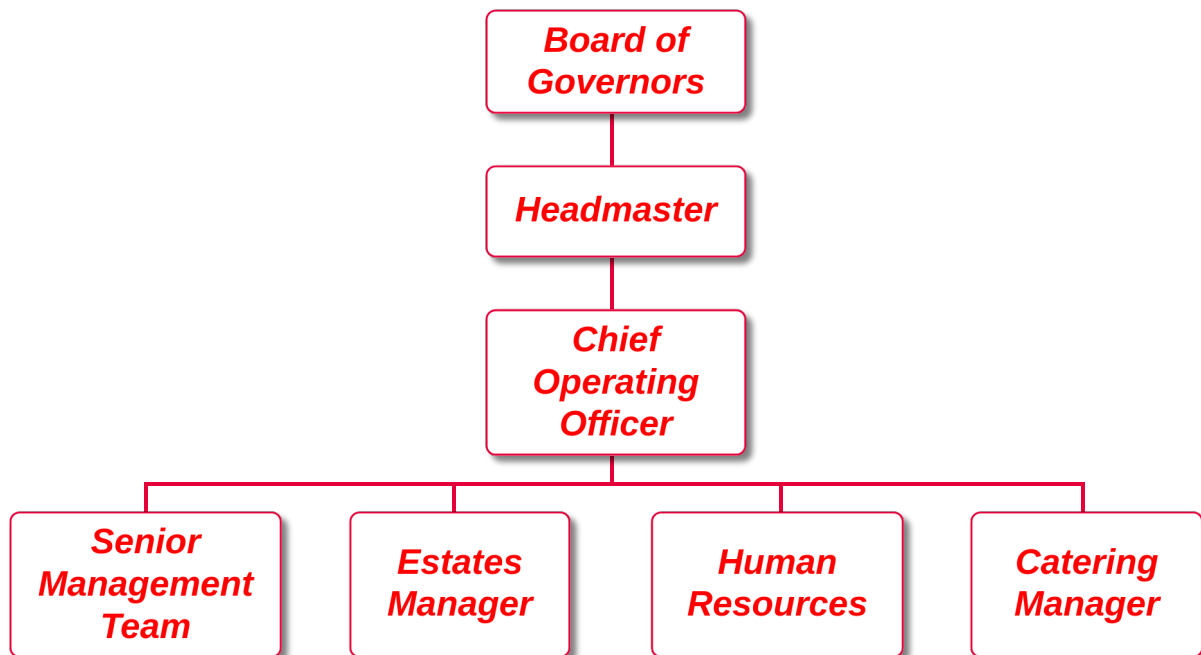 Board of
Governors
Headmaster
Chief
Operating
Officer
Senior
Management
Team
Estates
Manager
Human
Resources
Catering
Manager